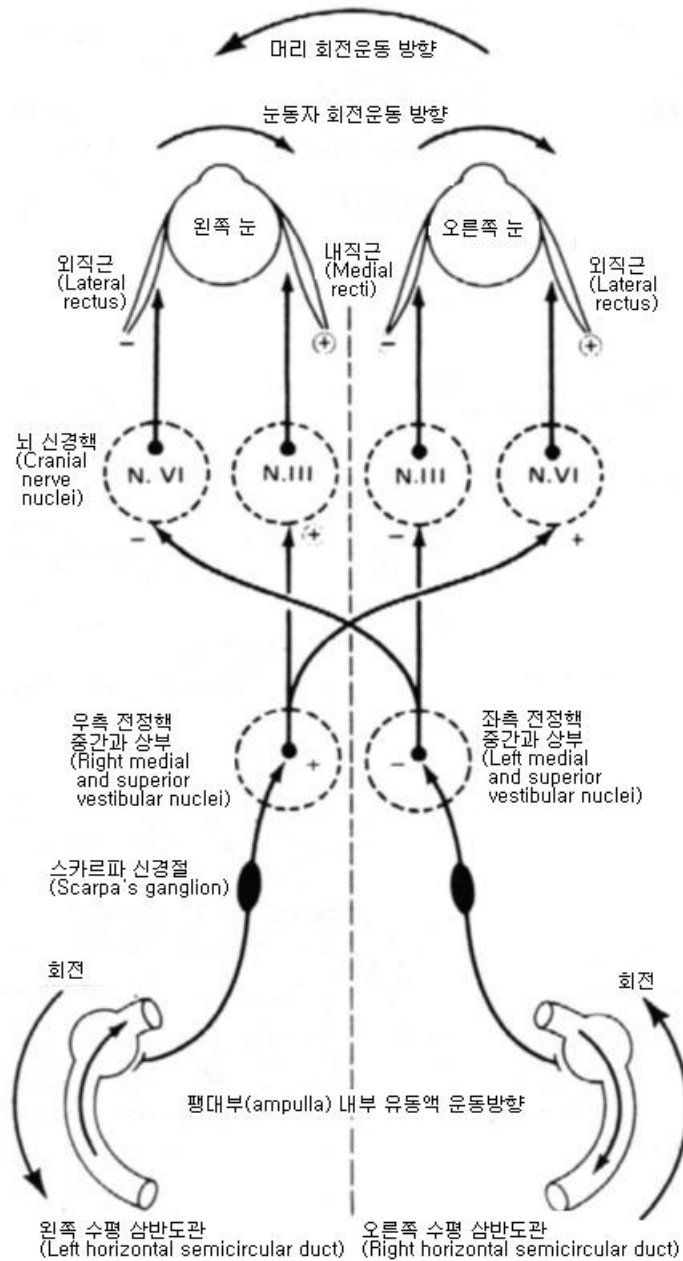 머리 회전운동 방향
눈동자 회전운동 방향
왼쪽 눈
오른쪽 눈
외직근
(Lateral
rectus)
내직근
(Medial
recti)
외직근
(Lateral
rectus)
−
+
−
+
뇌 신경핵
(Cranial
nerve
nuclei)
N. VI
N.III
N.III
N.VI
−
+
−
+
우측 전정핵
중간과 상부
(Right medial
and superior
vestibular nuclei)
+
−
좌측 전정핵
중간과 상부
(Left medial
and superior
vestibular nuclei)
스카르파 신경절
(Scarpa's ganglion)
회전
회전
팽대부(ampulla) 내부 유동액 운동방향
왼쪽 수평 삼반도관
(Left horizontal semicircular duct)
오른쪽 수평 삼반도관
(Right horizontal semicircular duct)